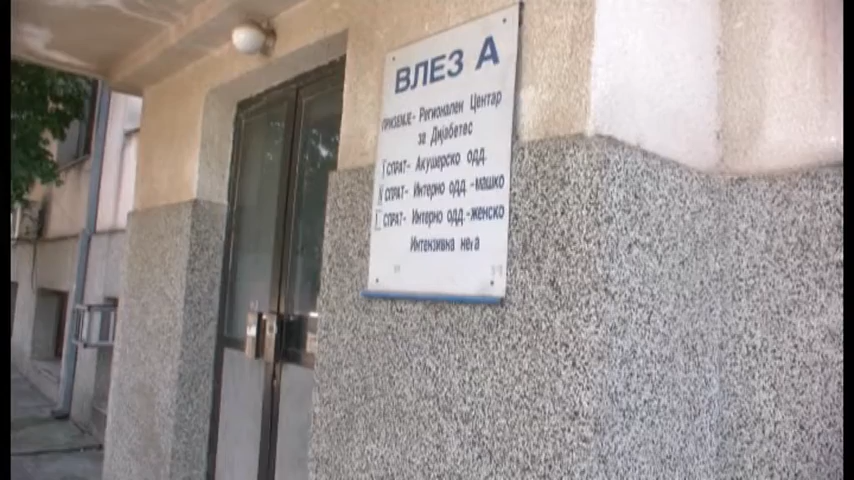 ВЛЕЗ А
ПРИЗЕМЈЕ- Регионален Центар
за Дијабетес
I СПРАТ- Акушерско одд.
II СПРАТ- Интерно одд.-машко
СПРАТ- Интерно одд.-женско
Интензивна нега